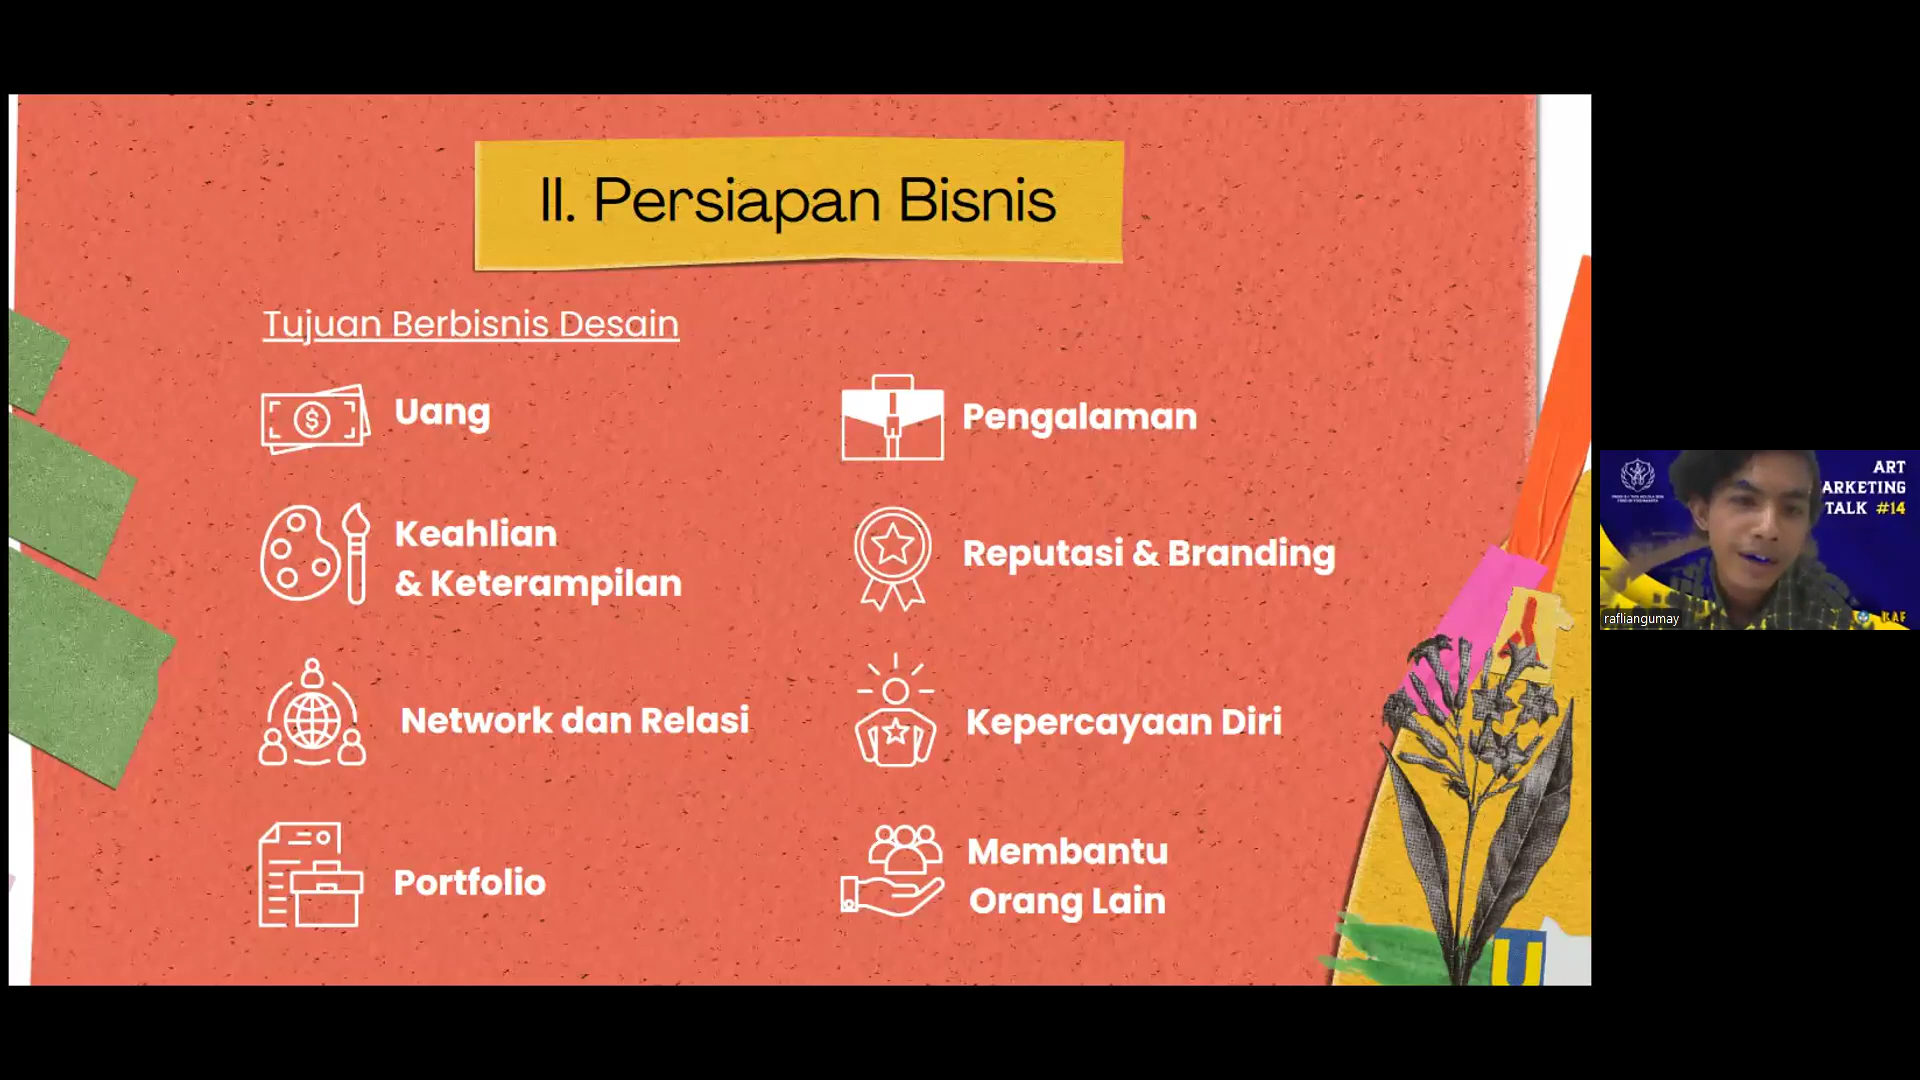 II. Persiapan Bisnis
Tujuan Berbisnis Desain
Uang
Keahlian
& Keterampilan
Network dan Relasi
Portfolio
Pengalaman
Reputasi & Branding
Kepercayaan Diri
Membantu
Orang Lain
ART
ARKETING
TALK #14
rafliangumay